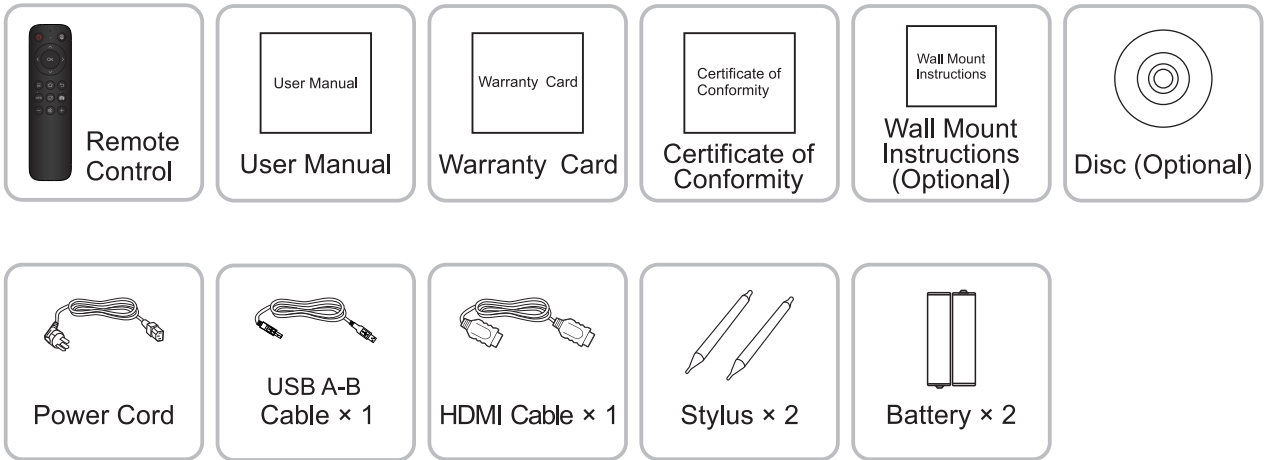 OK
Remote
Control
User Manual
User Manual
Warranty Card
Warranty Card
Certificate of
Conformity
Certificate of
Conformity
Wall Mount
Instructions
Wall Mount
Instructions
(Optional)
Disc (Optional)
Power Cord
USB A-B
Cable × 1
HDMI Cable × 1
Stylus × 2
Battery × 2